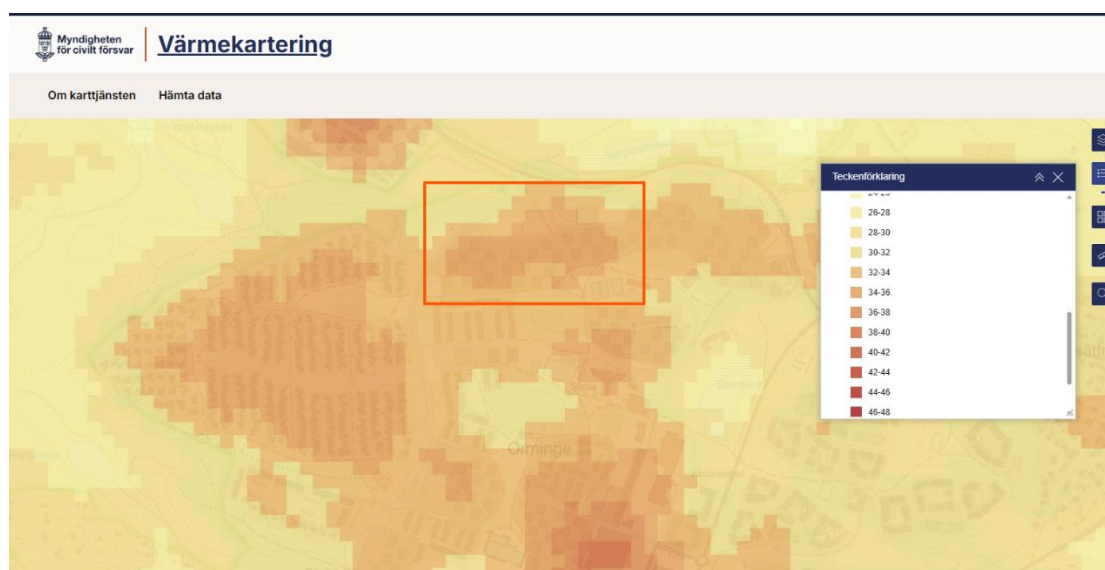 Myndigheten
för civilt försvar
Värmekartering
Om karttjänsten Hämta data
Teckenförklaring
26-28
28-30
30-32
32-34
34-36
36-38
38-40
40-42
42-44
44-46
46-48
Orminge